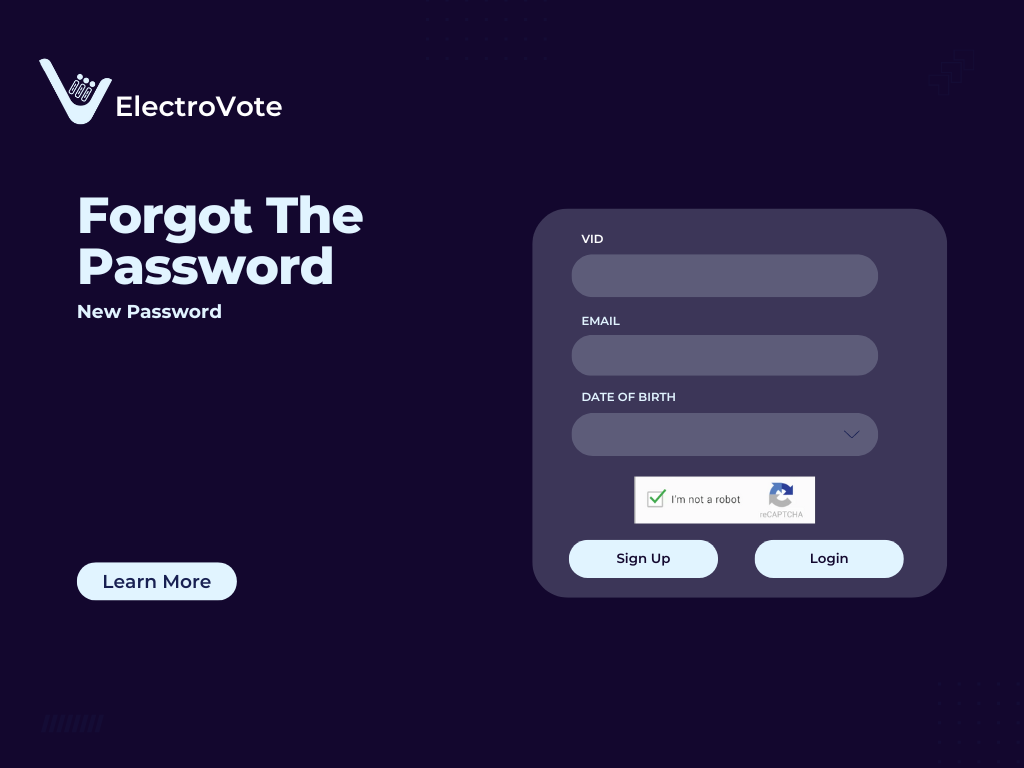 ElectroVote
Forgot The
Password
New Password
Learn More
VID
EMAIL
DATE OF BIRTH
I'm not a robot
reCAPTCHA
Sign Up
Login